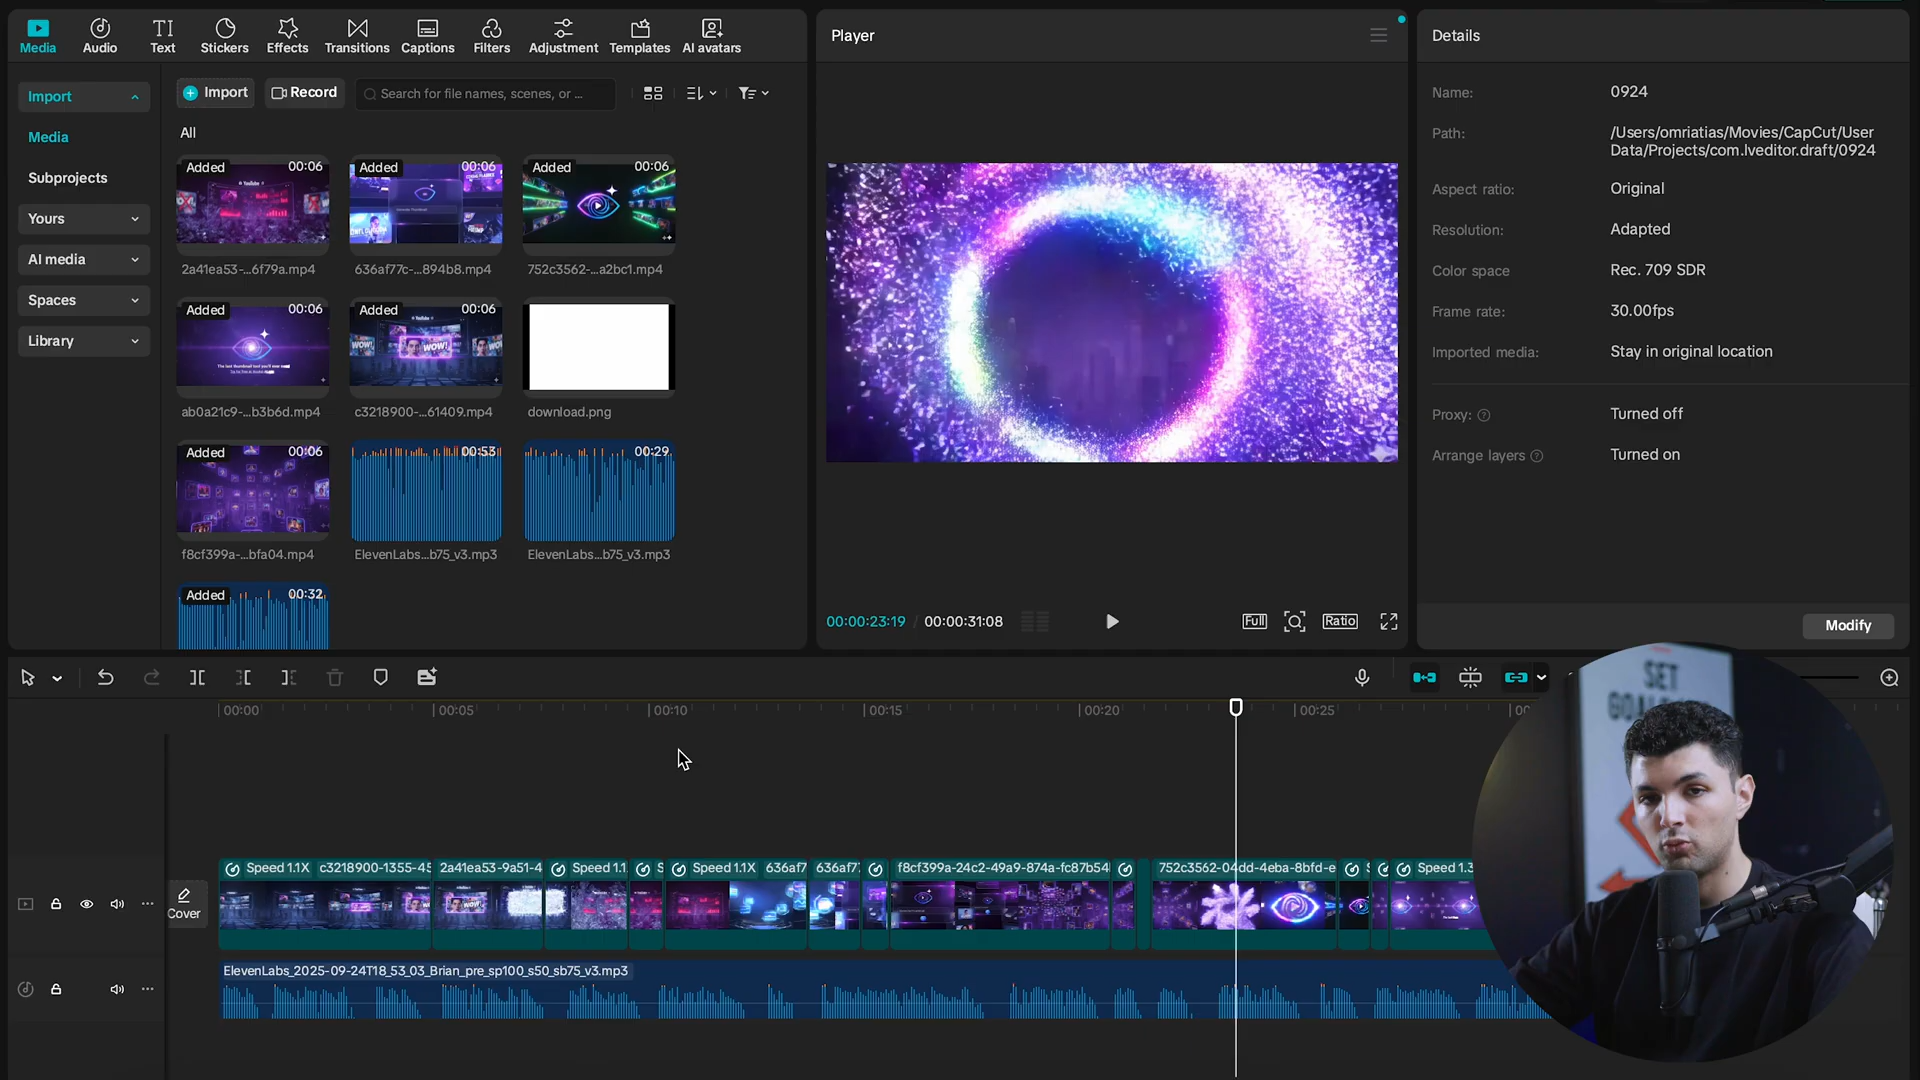 Media
Audio
Text
Stickers
Effects
Transitions
Captions
Filters
Adjustment
Templates
AI avatars
Import
Media
Subprojects
Yours
AI media
Spaces
Library
Import
Record
Search for file names, scenes, or ...
All
Added 00:06
Added 00:06
Added 00:06
2a41ea53-...6f79a.mp4
636af77c-...894b8.mp4
752c3562-...a2bc1.mp4
Added 00:06
Added 00:06
WOW!
ab0a21c9-...b3b6d.mp4
c3218900-...61409.mp4
download.png
Added 00:06
00:53
00:29
f8cf399a-...bfa04.mp4
ElevenLabs...b75_v3.mp3
ElevenLabs...b75_v3.mp3
Added 00:32
Player
00:00:23:19 / 00:00:31:08
Full
Ratio
Details
Name: 0924
Path: /Users/omriatias/Movies/CapCut/User
Data/Projects/com.lveditor.draft/0924
Aspect ratio: Original
Resolution: Adapted
Color space Rec. 709 SDR
Frame rate: 30.00fps
Imported media: Stay in original location
Proxy: Turned off
Arrange layers Turned on
Modify
00:00
00:05
00:10
00:15
00:20
00:25
Cover
Speed 1.1X c3218900-1355-45
2a41ea53-9a51-4
Speed 1.1
S
Speed 1.1X 636af7
636af7
f8cf399a-24c2-49a9-874a-fc87b54
752c3562-04dd-4eba-8bfd-e
Speed 1.3
ElevenLabs_2025-09-24T18_53_03_Brian_pre_sp100_s50_sb75_v3.mp3
SET